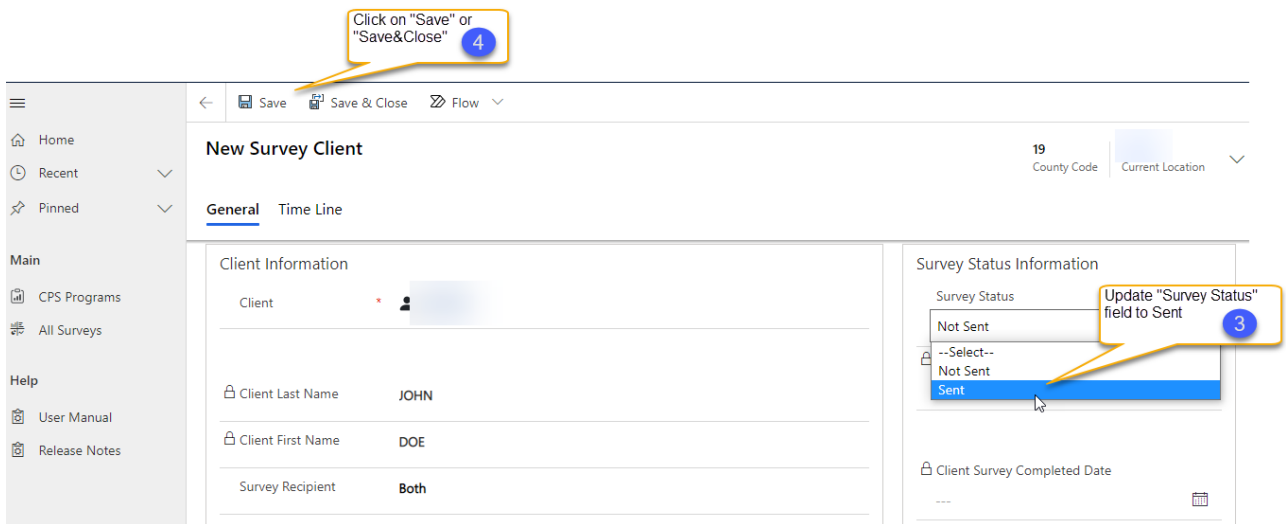 Click on "Save" or
"Save&Close"
4
Save
Save & Close
Flow
Home
Recent
Pinned
Main
CPS Programs
All Surveys
Help
User Manual
Release Notes
New Survey Client
19
County Code
Current Location
General
Time Line
Client Information
Client
*
Client Last Name
JOHN
Client First Name
DOE
Survey Recipient
Both
Survey Status Information
Survey Status
Not Sent
--Select--
Not Sent
Sent
Update "Survey Status"
field to Sent
3
Client Survey Completed Date
---